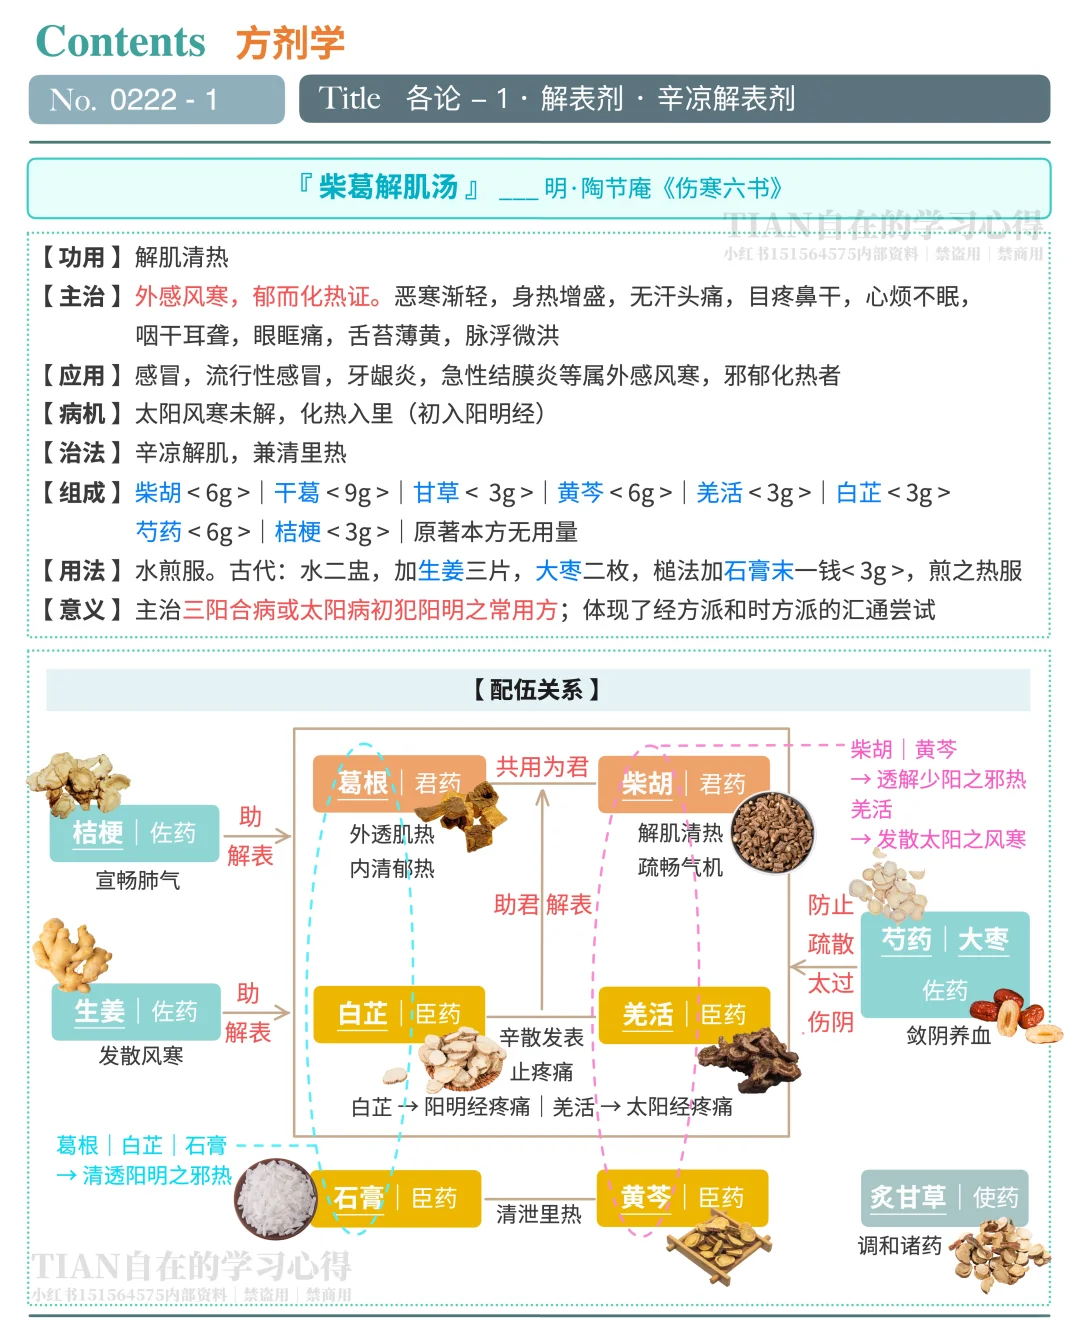 Contents 方剂学
No. 0222 - 1
Title 各论 – 1 · 解表剂 · 辛凉解表剂
『 柴葛解肌汤 』 ___ 明·陶节庵《伤寒六书》
TIAN自在的学习心得
小红书151564575内部资料｜禁盗用｜禁商用
【 功用 】 解肌清热
【 主治 】 外感风寒，郁而化热证。恶寒渐轻，身热增盛，无汗头痛，目疼鼻干，心烦不眠，
咽干耳聋，眼眶痛，舌苔薄黄，脉浮微洪
【 应用 】 感冒，流行性感冒，牙龈炎，急性结膜炎等属外感风寒，邪郁化热者
【 病机 】 太阳风寒未解，化热入里（初入阳明经）
【 治法 】 辛凉解肌，兼清里热
【 组成 】 柴胡 < 6g >｜干葛 < 9g >｜甘草 < 3g >｜黄芩 < 6g >｜羌活 < 3g >｜白芷 < 3g >
芍药 < 6g >｜桔梗 < 3g >｜原著本方无用量
【 用法 】 水煎服。古代：水二盅，加生姜三片，大枣二枚，槌法加石膏末一钱< 3g >，煎之热服
【 意义 】 主治三阳合病或太阳病初犯阳明之常用方；体现了经方派和时方派的汇通尝试
【 配伍关系 】
葛根｜君药
外透肌热
内清郁热
共用为君
柴胡｜君药
解肌清热
疏畅气机
柴胡｜黄芩
→ 透解少阳之邪热
羌活
→ 发散太阳之风寒
桔梗｜佐药
宣畅肺气
助
解表
助君 解表
防止
疏散
太过
伤阴
芍药｜大枣
佐药
敛阴养血
生姜｜佐药
发散风寒
助
解表
白芷｜臣药
辛散发表
止疼痛
羌活｜臣药
白芷 → 阳明经疼痛｜羌活 → 太阳经疼痛
葛根｜白芷｜石膏
→ 清透阳明之邪热
石膏｜臣药
清泄里热
黄芩｜臣药
炙甘草｜使药
调和诸药
TIAN自在的学习心得
小红书151564575内部资料｜禁盗用｜禁商用